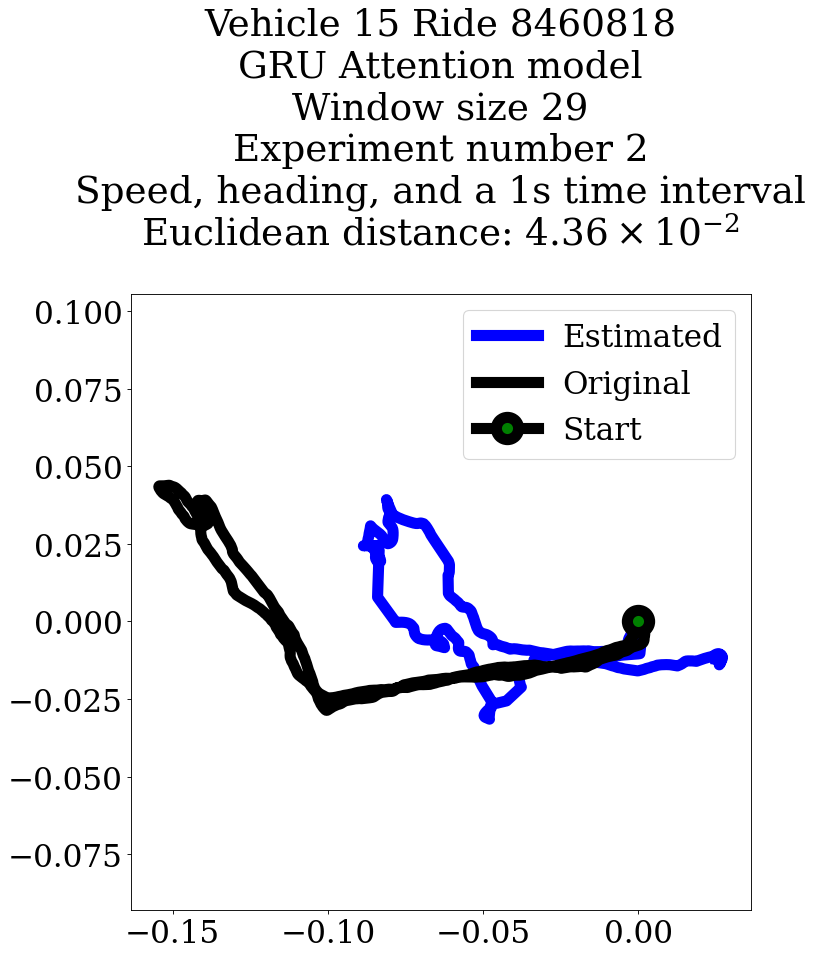 Vehicle 15 Ride 8460818
GRU Attention model
Window size 29
Experiment number 2
Speed, heading, and a 1s time interval
Euclidean distance: 4.36 × 10⁻²
Estimated
Original
Start
0.100
0.075
0.050
0.025
0.000
−0.025
−0.050
−0.075
−0.15 −0.10 −0.05 0.00